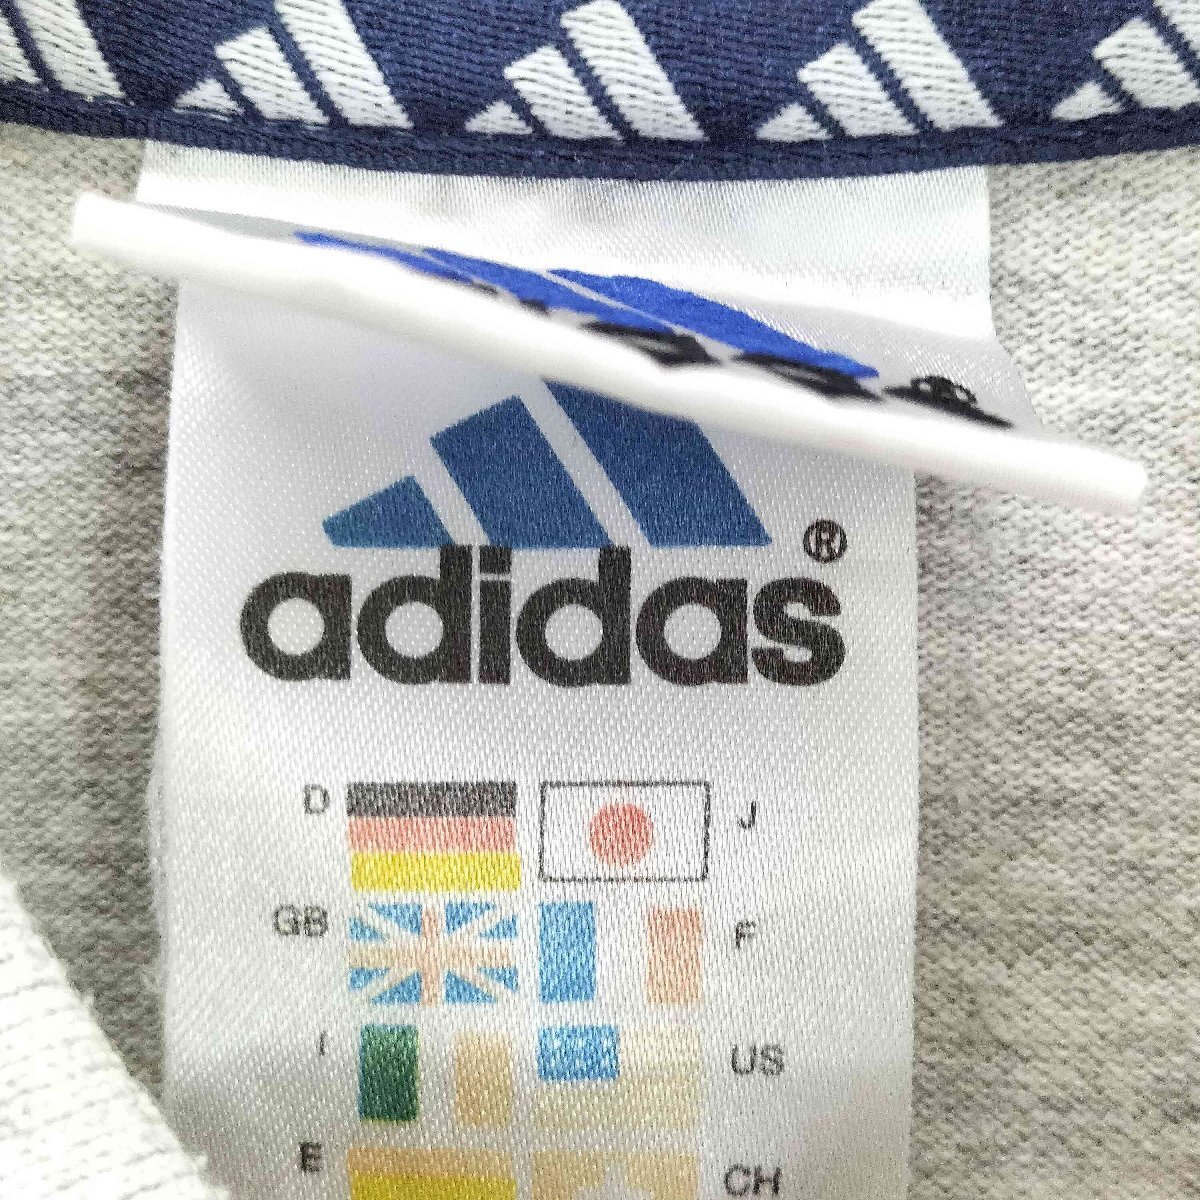 adidas®
D J
GB F
I US
E CH